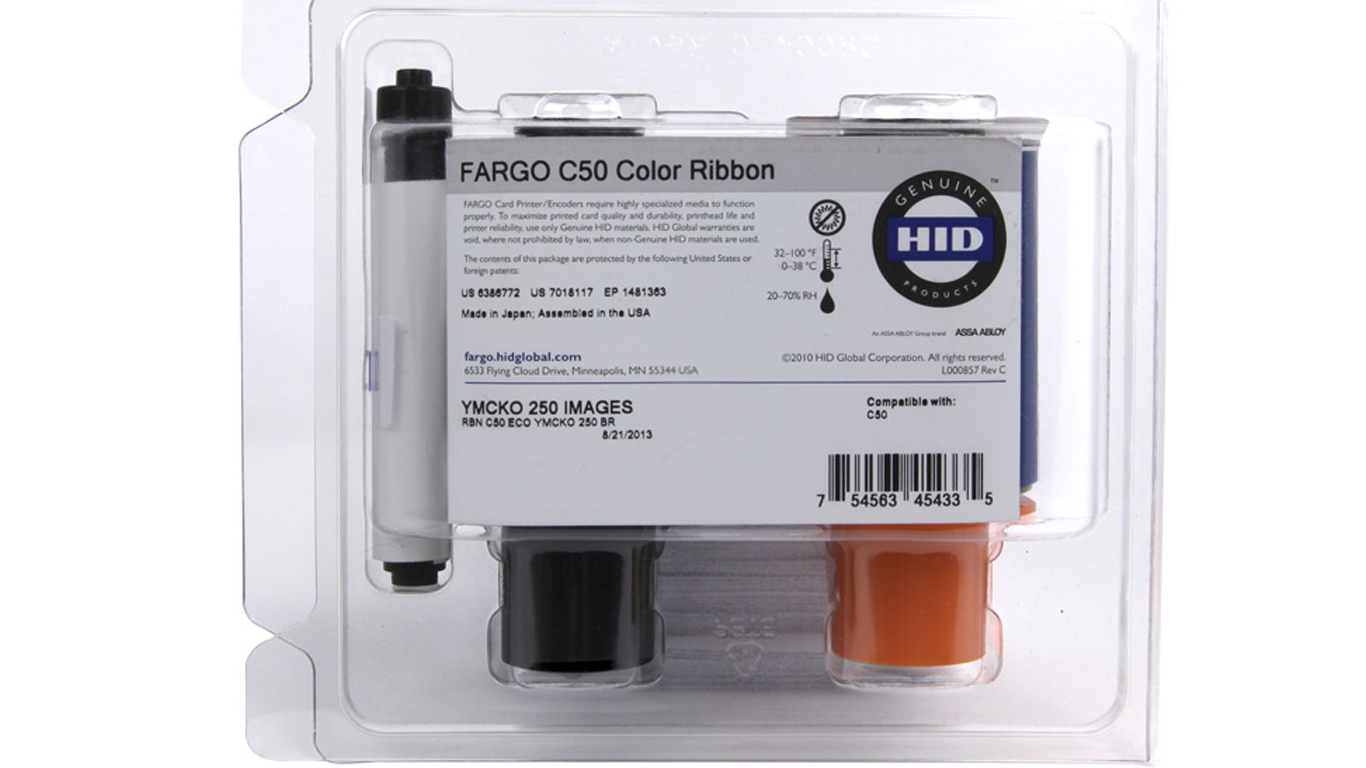 FARGO C50 Color Ribbon
FARGO Card Printer/Encoders require highly specialized media to function
properly. To maximize printed card quality and durability, printhead life and
printer reliability, use only Genuine HID materials. HID Global warranties are
void, where not prohibited by law, when non-Genuine HID materials are used.
The contents of this package are protected by the following United States or
foreign patents:
US 6386772 US 7018117 EP 1481363
Made in Japan; Assembled in the USA
32–100 °F
0–38 °C
20–70% RH
GENUINE ™
HID
PRODUCTS
An ASSA ABLOY Group brand ASSA ABLOY
fargo.hidglobal.com
6533 Flying Cloud Drive, Minneapolis, MN 55344 USA
©2010 HID Global Corporation. All rights reserved.
L000857 Rev C
YMCKO 250 IMAGES
RBN C50 ECO YMCKO 250 BR
8/21/2013
Compatible with:
C50
7 54563 45433 5